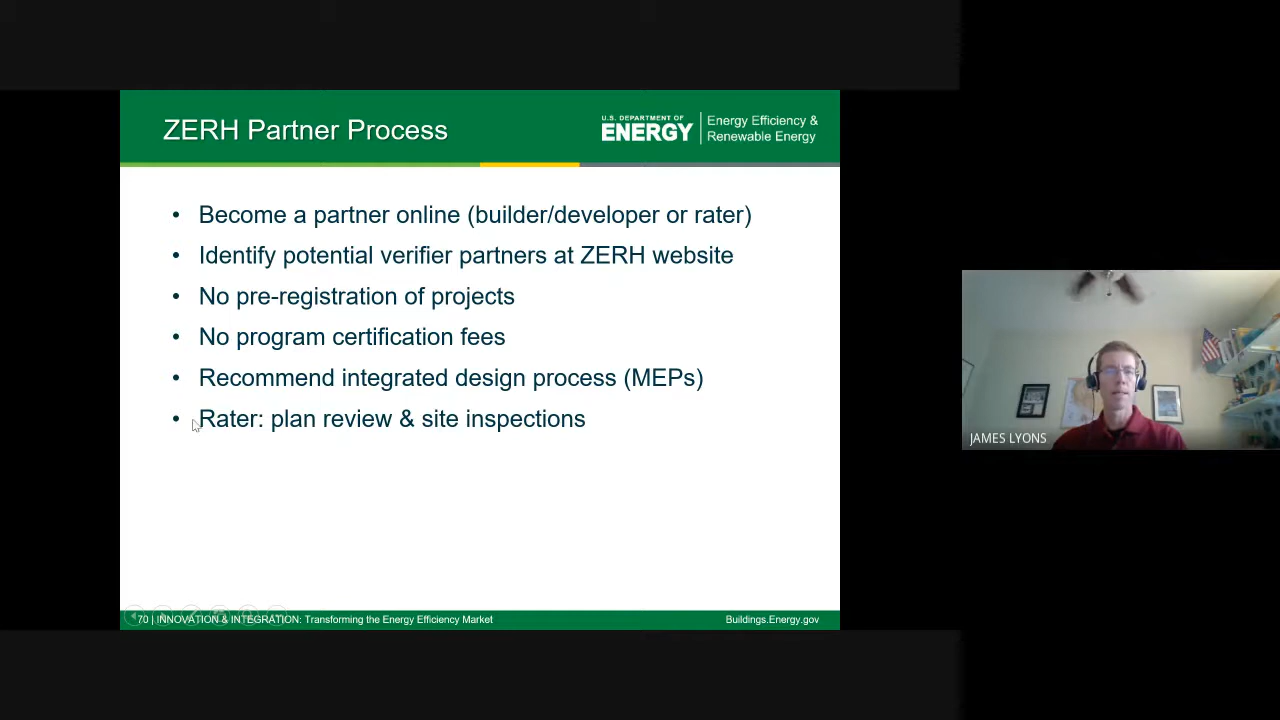 ZERH Partner Process
U.S. DEPARTMENT OF
ENERGY
Energy Efficiency &
Renewable Energy
• Become a partner online (builder/developer or rater)
• Identify potential verifier partners at ZERH website
• No pre-registration of projects
• No program certification fees
• Recommend integrated design process (MEPs)
• Rater: plan review & site inspections
JAMES LYONS
70 | INNOVATION & INTEGRATION: Transforming the Energy Efficiency Market
Buildings.Energy.gov